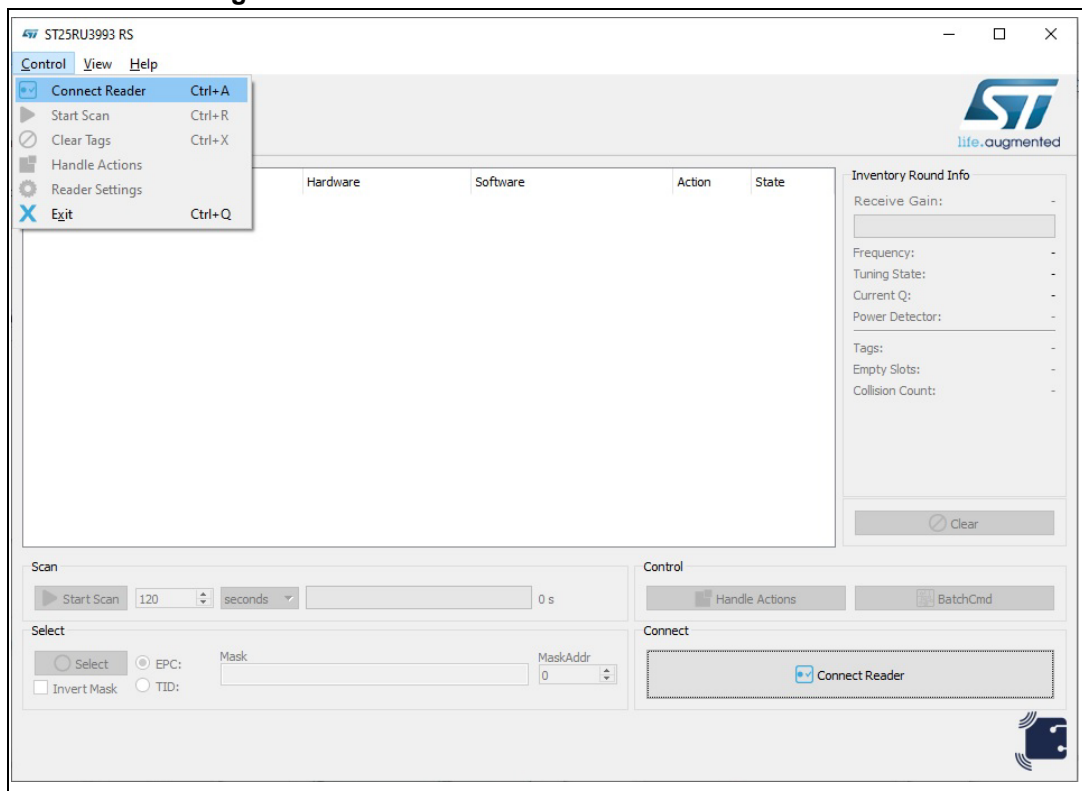 ST25RU3993 RS
Control View Help
Connect Reader Ctrl+A
Start Scan Ctrl+R
Clear Tags Ctrl+X
Handle Actions
Reader Settings
Exit Ctrl+Q
ST
life.augmented
Hardware Software Action State
Inventory Round Info
Receive Gain: -
Frequency: -
Tuning State: -
Current Q: -
Power Detector: -
Tags: -
Empty Slots: -
Collision Count: -
Clear
Scan
Start Scan 120 seconds 0 s
Control
Handle Actions BatchCmd
Select
Select EPC: Mask MaskAddr
0
Invert Mask TID:
Connect
Connect Reader